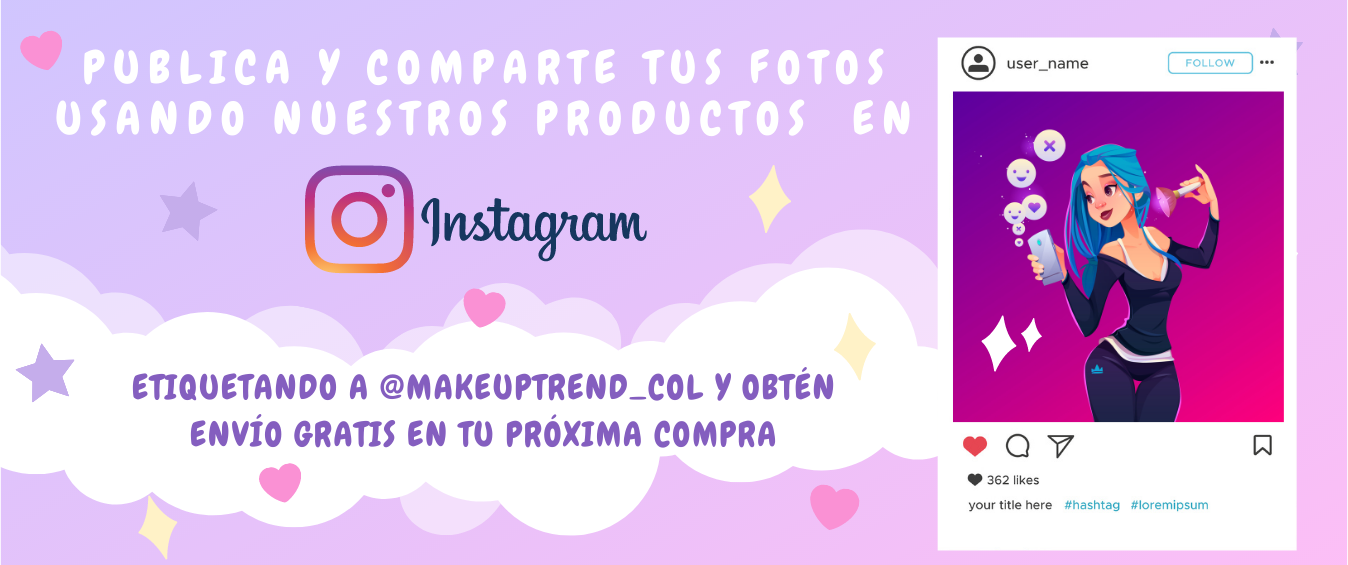 PUBLICA Y COMPARTE TUS FOTOS
USANDO NUESTROS PRODUCTOS EN
Instagram
ETIQUETANDO A @MAKEUPTREND_COL Y OBTÉN
ENVÍO GRATIS EN TU PRÓXIMA COMPRA
user_name
FOLLOW
362 likes
your title here #hashtag #loremipsum